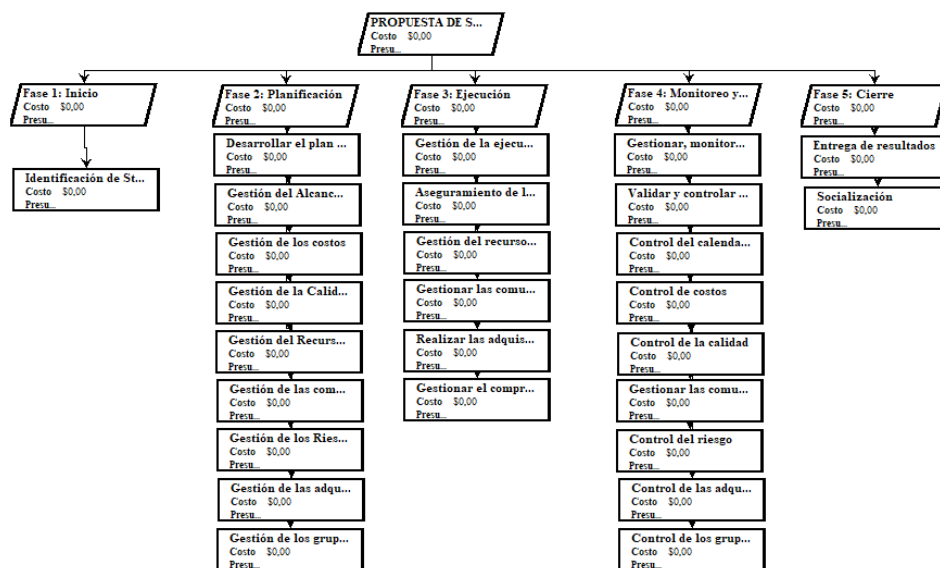 PROPUESTA DE S...
Costo $0,00
Presu...
Fase 1: Inicio
Costo $0,00
Presu...
Identificación de St...
Costo $0,00
Presu...
Fase 2: Planificación
Costo $0,00
Presu...
Desarrollar el plan ...
Costo $0,00
Presu...
Gestión del Alcanc...
Costo $0,00
Presu...
Gestión de los costos
Costo $0,00
Presu...
Gestión de la Calid...
Costo $0,00
Presu...
Gestión del Recurs...
Costo $0,00
Presu...
Gestión de las com...
Costo $0,00
Presu...
Gestión de los Ries...
Costo $0,00
Presu...
Gestión de las adqu...
Costo $0,00
Presu...
Gestión de los grup...
Costo $0,00
Presu...
Fase 3: Ejecución
Costo $0,00
Presu...
Gestión de la ejecu...
Costo $0,00
Presu...
Aseguramiento de l...
Costo $0,00
Presu...
Gestión del recurso...
Costo $0,00
Presu...
Gestionar las comu...
Costo $0,00
Presu...
Realizar las adquis...
Costo $0,00
Presu...
Gestionar el compr...
Costo $0,00
Presu...
Fase 4: Monitoreo y...
Costo $0,00
Presu...
Gestionar, monitor...
Costo $0,00
Presu...
Validar y controlar ...
Costo $0,00
Presu...
Control del calenda...
Costo $0,00
Presu...
Control de costos
Costo $0,00
Presu...
Control de la calidad
Costo $0,00
Presu...
Gestionar las comu...
Costo $0,00
Presu...
Control del riesgo
Costo $0,00
Presu...
Control de las adqu...
Costo $0,00
Presu...
Control de los grup...
Costo $0,00
Presu...
Fase 5: Cierre
Costo $0,00
Presu...
Entrega de resultados
Costo $0,00
Presu...
Socialización
Costo $0,00
Presu...